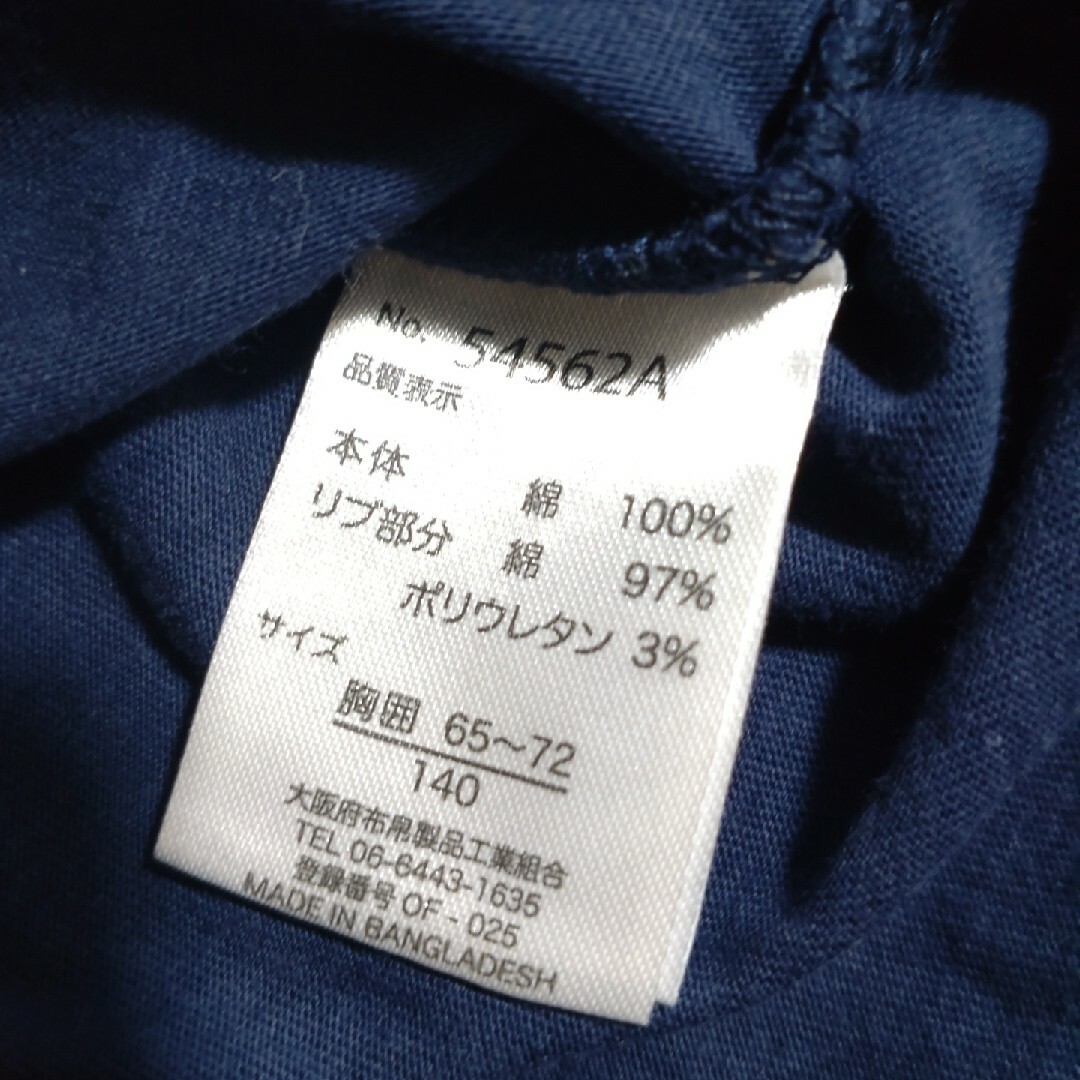 No. 54562A
品質表示
本体 綿 100%
リブ部分 綿 97%
ポリウレタン 3%
サイズ
胸囲 65～72
140
大阪府布帛製品工業組合
TEL 06-6443-1635
登録番号 OF - 025
MADE IN BANGLADESH